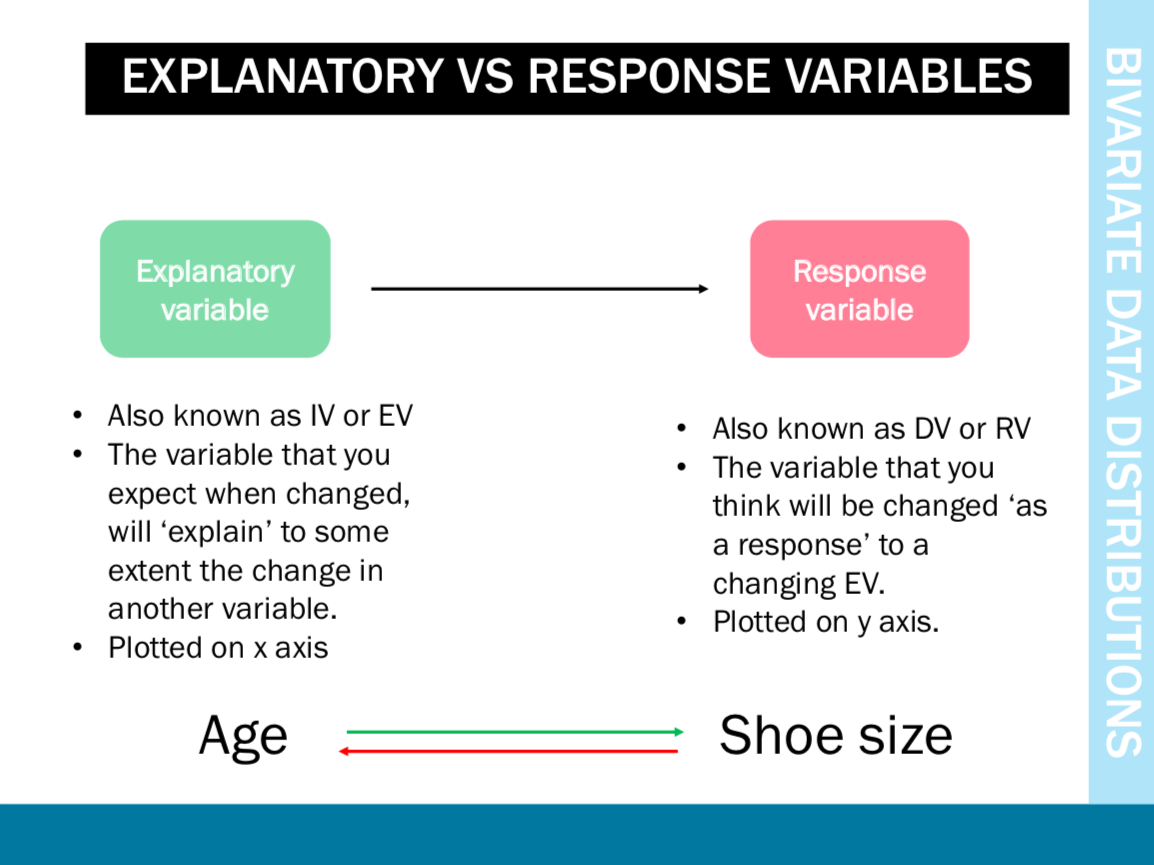 EXPLANATORY VS RESPONSE VARIABLES
Explanatory
variable
Response
variable
• Also known as IV or EV
• The variable that you
expect when changed,
will ‘explain’ to some
extent the change in
another variable.
• Plotted on x axis
• Also known as DV or RV
• The variable that you
think will be changed ‘as
a response’ to a
changing EV.
• Plotted on y axis.
Age
Shoe size
BIVARIATE DATA DISTRIBUTIONS